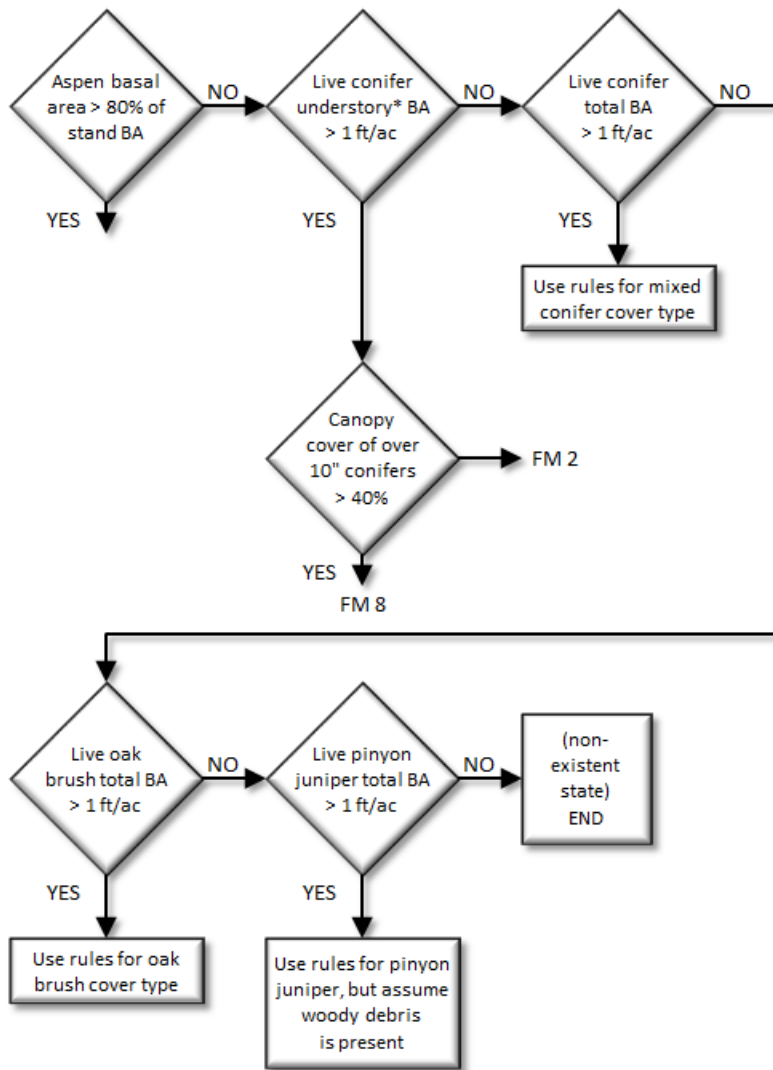 Aspen basal
area > 80% of
stand BA
NO
YES
Live conifer
understory* BA
> 1 ft/ac
NO
YES
Live conifer
total BA
> 1 ft/ac
NO
YES
Use rules for mixed
conifer cover type
Canopy
cover of over
10" conifers
> 40%
FM 2
YES
FM 8
Live oak
brush total BA
> 1 ft/ac
NO
YES
Use rules for oak
brush cover type
Live pinyon
juniper total BA
> 1 ft/ac
NO
YES
Use rules for pinyon
juniper, but assume
woody debris
is present
(non-
existent
state)
END